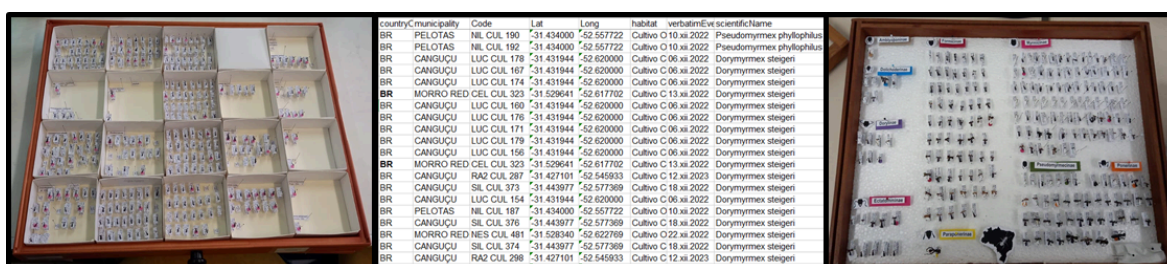 countryC municipality Code Lat Long habitat verbatimEve scientificName
BR PELOTAS NIL CUL 190 -31.434000 -52.557722 Cultivo O 10.xii.2022 Pseudomyrmex phyllophilus
BR PELOTAS NIL CUL 192 -31.434000 -52.557722 Cultivo O 10.xii.2022 Pseudomyrmex phyllophilus
BR CANGUÇU LUC CUL 178 -31.431944 -52.620000 Cultivo C 06.xii.2022 Dorymyrmex steigeri
BR CANGUÇU LUC CUL 167 -31.431944 -52.620000 Cultivo C 06.xii.2022 Dorymyrmex steigeri
BR CANGUÇU LUC CUL 174 -31.431944 -52.620000 Cultivo C 06.xii.2022 Dorymyrmex steigeri
BR MORRO RED CEL CUL 323 -31.529641 -52.617702 Cultivo C 13.xii.2022 Dorymyrmex steigeri
BR CANGUÇU LUC CUL 160 -31.431944 -52.620000 Cultivo C 06.xii.2022 Dorymyrmex steigeri
BR CANGUÇU LUC CUL 176 -31.431944 -52.620000 Cultivo C 06.xii.2022 Dorymyrmex steigeri
BR CANGUÇU LUC CUL 171 -31.431944 -52.620000 Cultivo C 06.xii.2022 Dorymyrmex steigeri
BR CANGUÇU LUC CUL 179 -31.431944 -52.620000 Cultivo C 06.xii.2022 Dorymyrmex steigeri
BR CANGUÇU LUC CUL 156 -31.431944 -52.620000 Cultivo C 06.xii.2022 Dorymyrmex steigeri
BR MORRO RED CEL CUL 323 -31.529641 -52.617702 Cultivo C 13.xii.2022 Dorymyrmex steigeri
BR CANGUÇU RA2 CUL 287 -31.427101 -52.545933 Cultivo C 12.xii.2023 Dorymyrmex steigeri
BR CANGUÇU SIL CUL 373 -31.443977 -52.577369 Cultivo C 18.xii.2022 Dorymyrmex steigeri
BR CANGUÇU LUC CUL 154 -31.431944 -52.620000 Cultivo C 06.xii.2022 Dorymyrmex steigeri
BR PELOTAS NIL CUL 187 -31.434000 -52.557722 Cultivo O 10.xii.2022 Dorymyrmex steigeri
BR CANGUÇU SIL CUL 376 -31.443977 -52.577369 Cultivo C 18.xii.2022 Dorymyrmex steigeri
BR MORRO RED NES CUL 481 -31.528340 -52.622769 Cultivo O 22.xii.2022 Dorymyrmex steigeri
BR CANGUÇU SIL CUL 374 -31.443977 -52.577369 Cultivo C 18.xii.2022 Dorymyrmex steigeri
BR CANGUÇU RA2 CUL 298 -31.427101 -52.545933 Cultivo C 12.xii.2023 Dorymyrmex steigeri